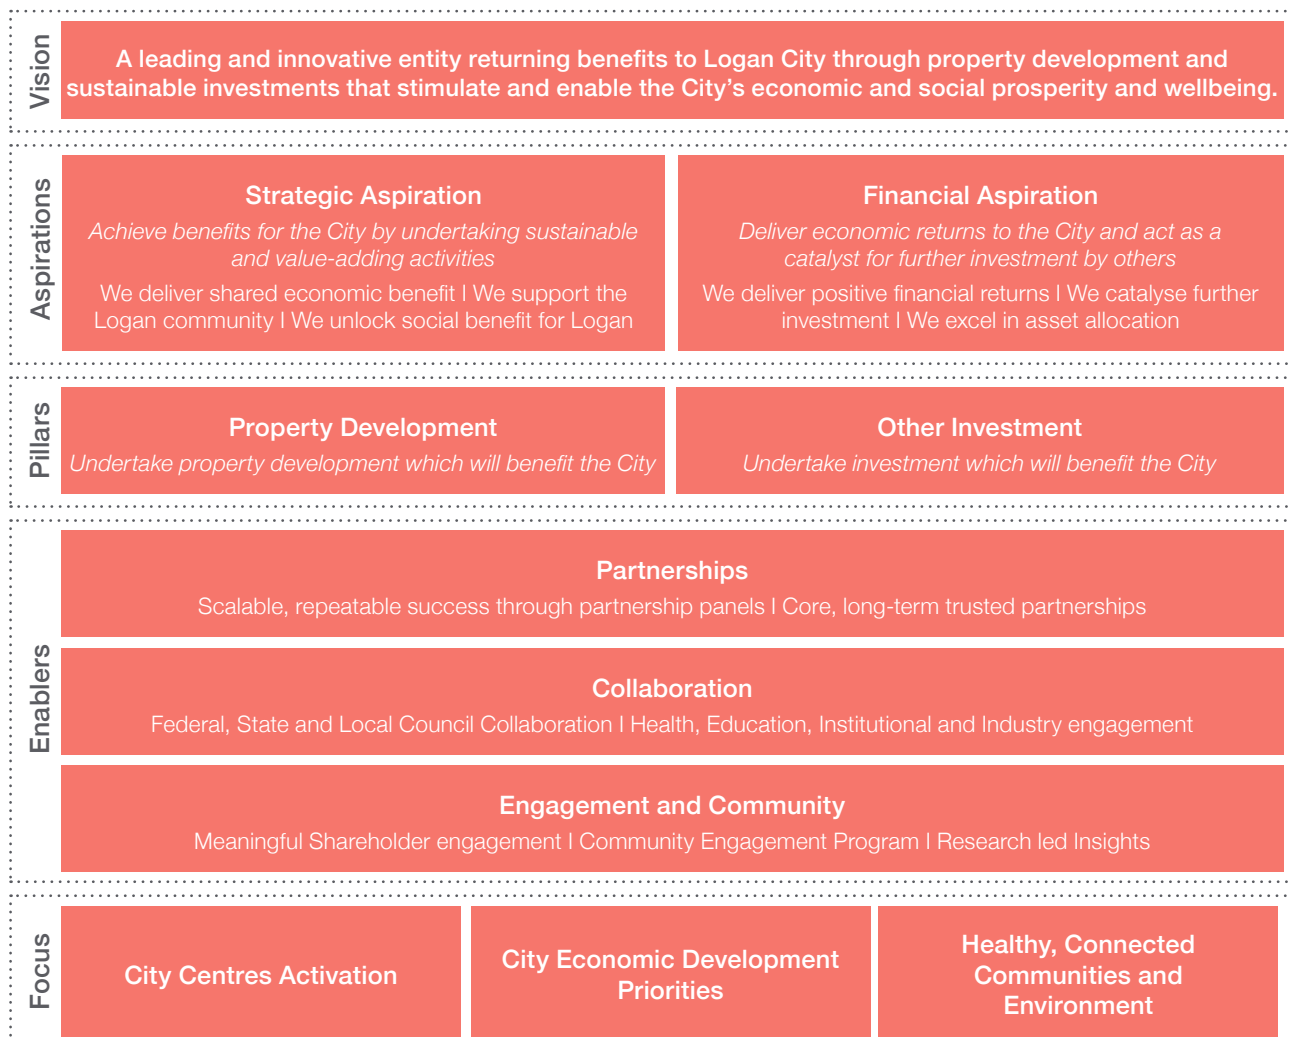 Vision
A leading and innovative entity returning benefits to Logan City through property development and
sustainable investments that stimulate and enable the City’s economic and social prosperity and wellbeing.
Aspirations
Strategic Aspiration
Achieve benefits for the City by undertaking sustainable
and value-adding activities
We deliver shared economic benefit I We support the
Logan community I We unlock social benefit for Logan
Financial Aspiration
Deliver economic returns to the City and act as a
catalyst for further investment by others
We deliver positive financial returns I We catalyse further
investment I We excel in asset allocation
Pillars
Property Development
Undertake property development which will benefit the City
Other Investment
Undertake investment which will benefit the City
Enablers
Partnerships
Scalable, repeatable success through partnership panels I Core, long-term trusted partnerships
Collaboration
Federal, State and Local Council Collaboration I Health, Education, Institutional and Industry engagement
Engagement and Community
Meaningful Shareholder engagement I Community Engagement Program I Research led Insights
Focus
City Centres Activation
City Economic Development
Priorities
Healthy, Connected
Communities and
Environment